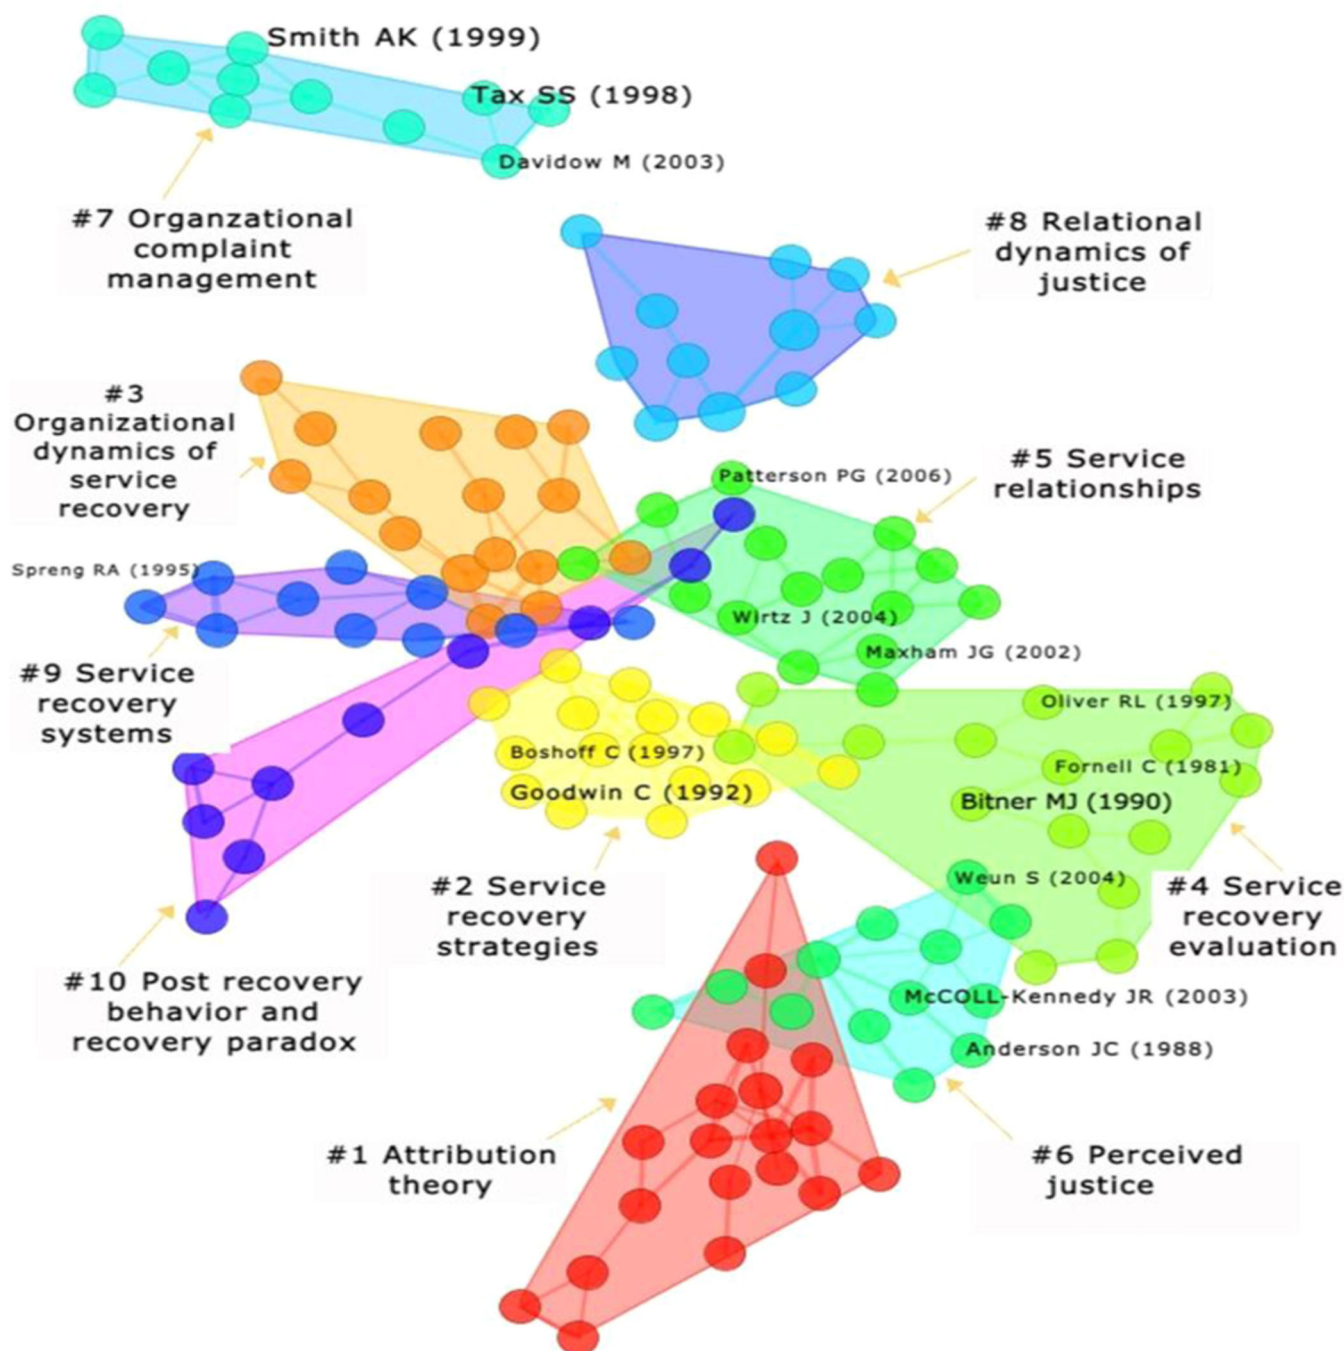 Smith AK (1999)
Tax SS (1998)
Davidow M (2003)
#7 Organzational
complaint
management
#8 Relational
dynamics of
justice
#3
Organizational
dynamics of
service
recovery
#5 Service
relationships
Patterson PG (2006)
Spreng RA (1995)
Wirtz J (2004)
Maxham JG (2002)
#9 Service
recovery
systems
Oliver RL (1997)
Boshoff C (1997)
Fornell C (1981)
Goodwin C (1992)
Bitner MJ (1990)
Weun S (2004)
#2 Service
recovery
strategies
#4 Service
recovery
evaluation
#10 Post recovery
behavior and
recovery paradox
McCOLL-Kennedy JR (2003)
Anderson JC (1988)
#1 Attribution
theory
#6 Perceived
justice